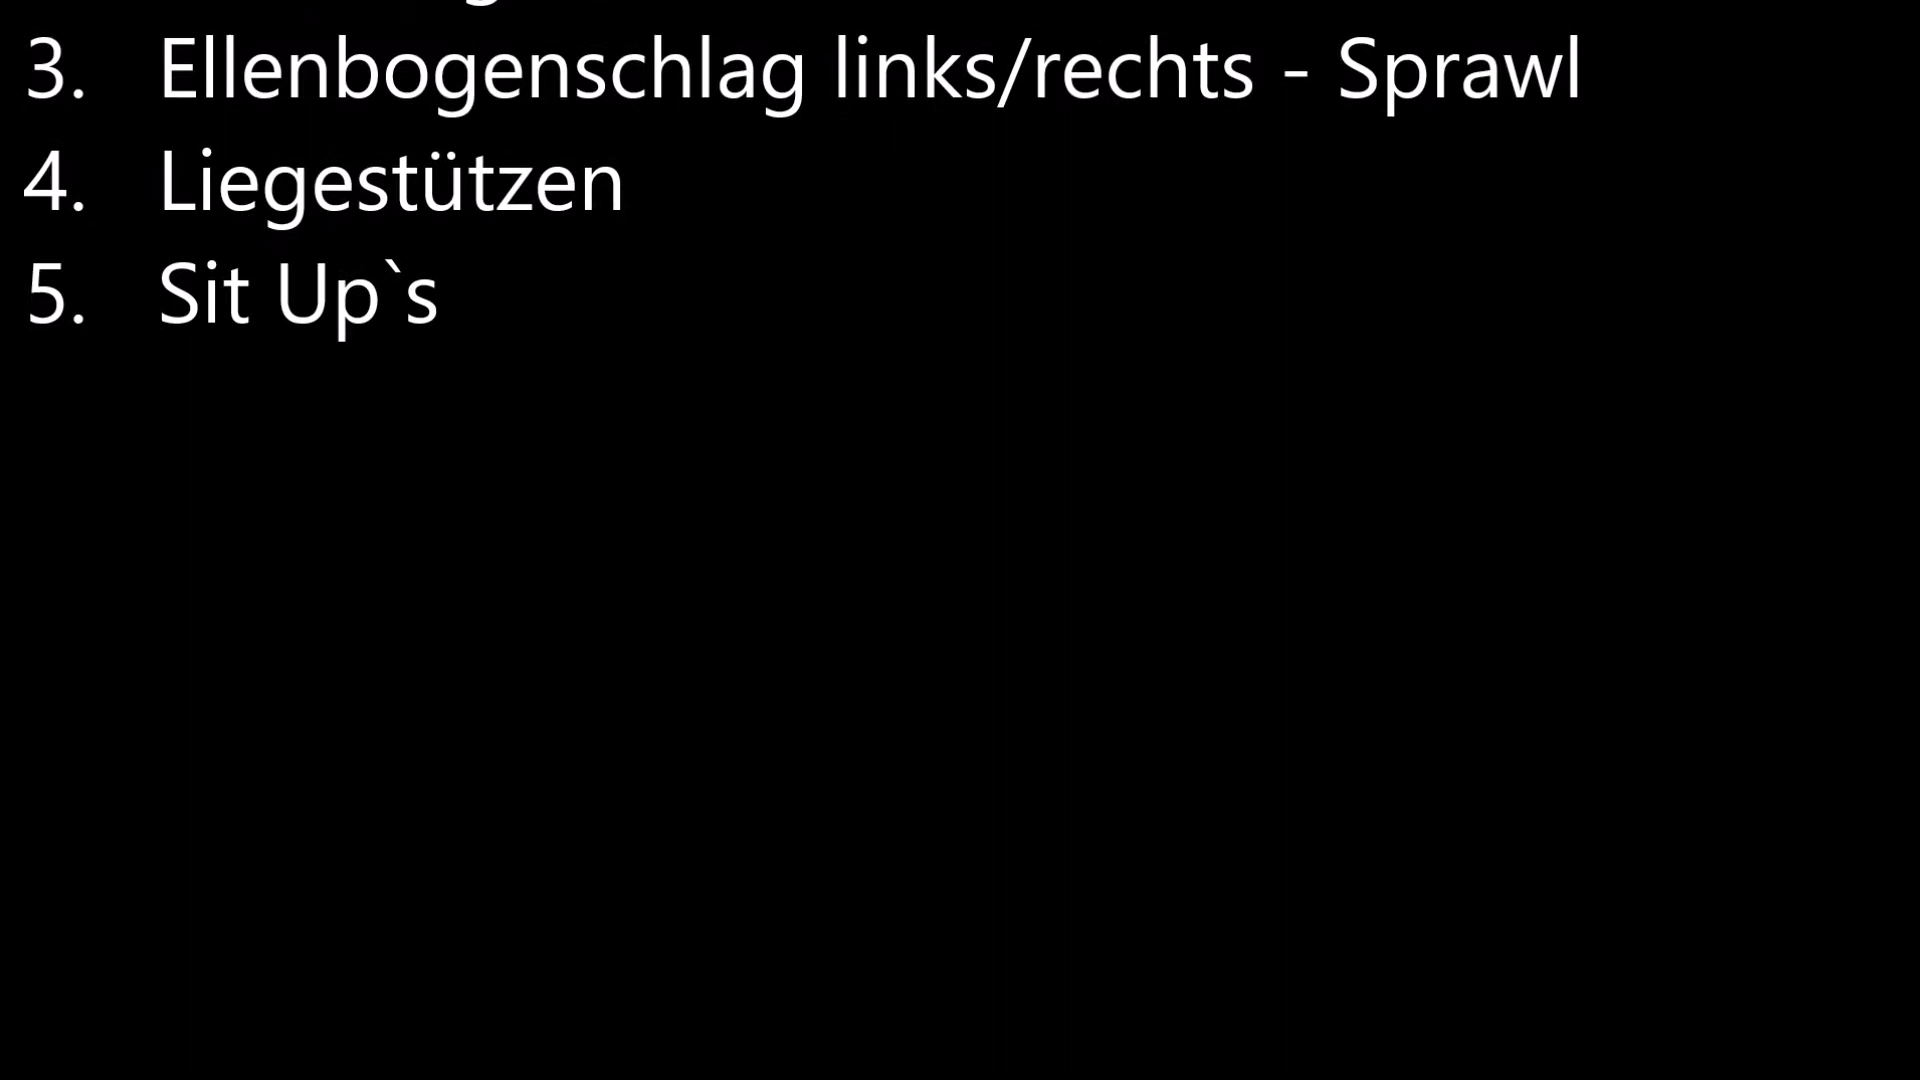 3. Ellenbogenschlag links/rechts - Sprawl
4. Liegestützen
5. Sit Up`s